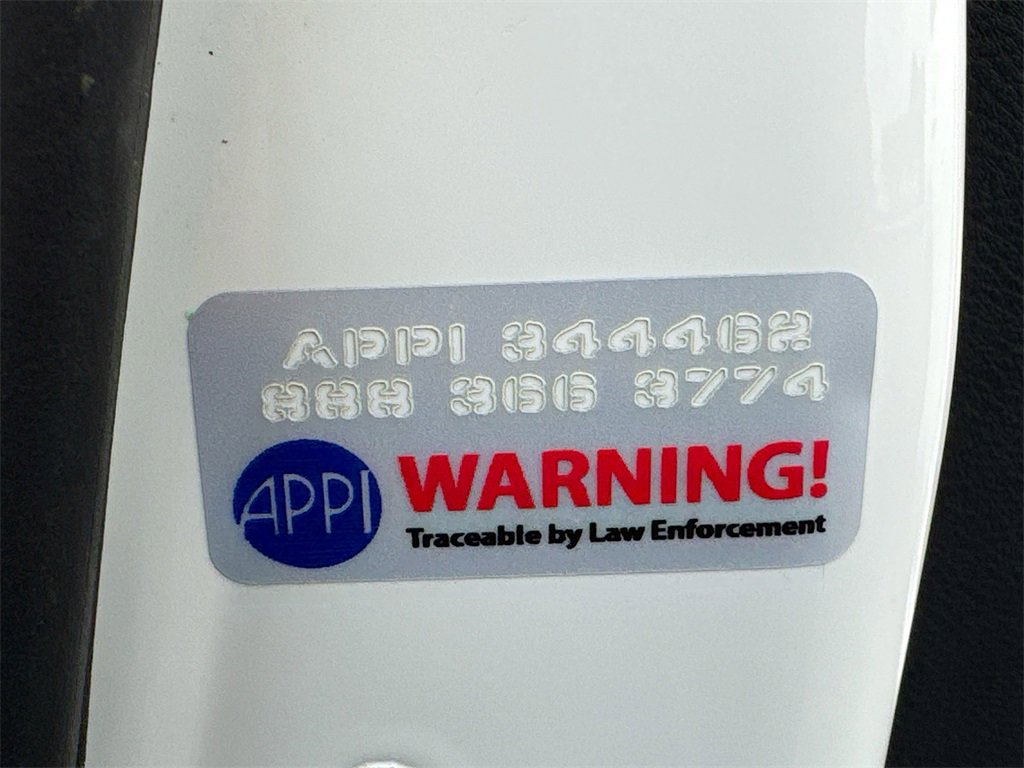 APPI 344462
888 366 3774
APPI
WARNING!
Traceable by Law Enforcement